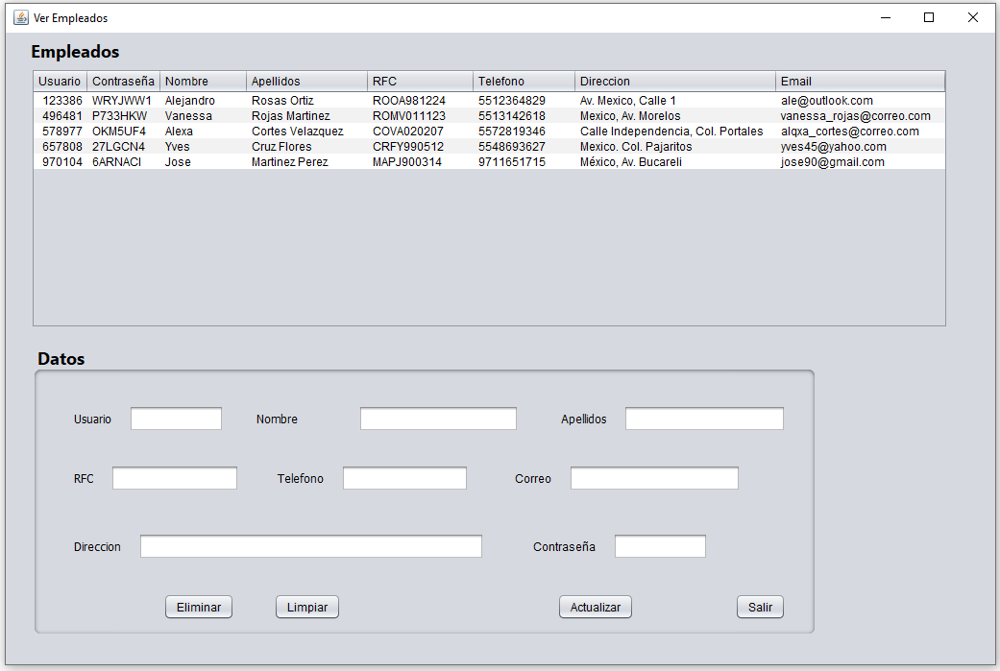 Ver Empleados
Empleados
Usuario Contraseña Nombre Apellidos RFC Telefono Direccion Email
123386 WRYJWW1 Alejandro Rosas Ortiz ROOA981224 5512364829 Av. Mexico, Calle 1 ale@outlook.com
496481 P733HKW Vanessa Rojas Martinez ROMV011123 5513142618 Mexico, Av. Morelos vanessa_rojas@correo.com
578977 OKM5UF4 Alexa Cortes Velazquez COVA020207 5572819346 Calle Independencia, Col. Portales alqxa_cortes@correo.com
657808 27LGCN4 Yves Cruz Flores CRFY990512 5548693627 Mexico. Col. Pajaritos yves45@yahoo.com
970104 6ARNACI Jose Martinez Perez MAPJ900314 9711651715 México, Av. Bucareli jose90@gmail.com
Datos
Usuario Nombre Apellidos
RFC Telefono Correo
Direccion Contraseña
Eliminar Limpiar Actualizar Salir